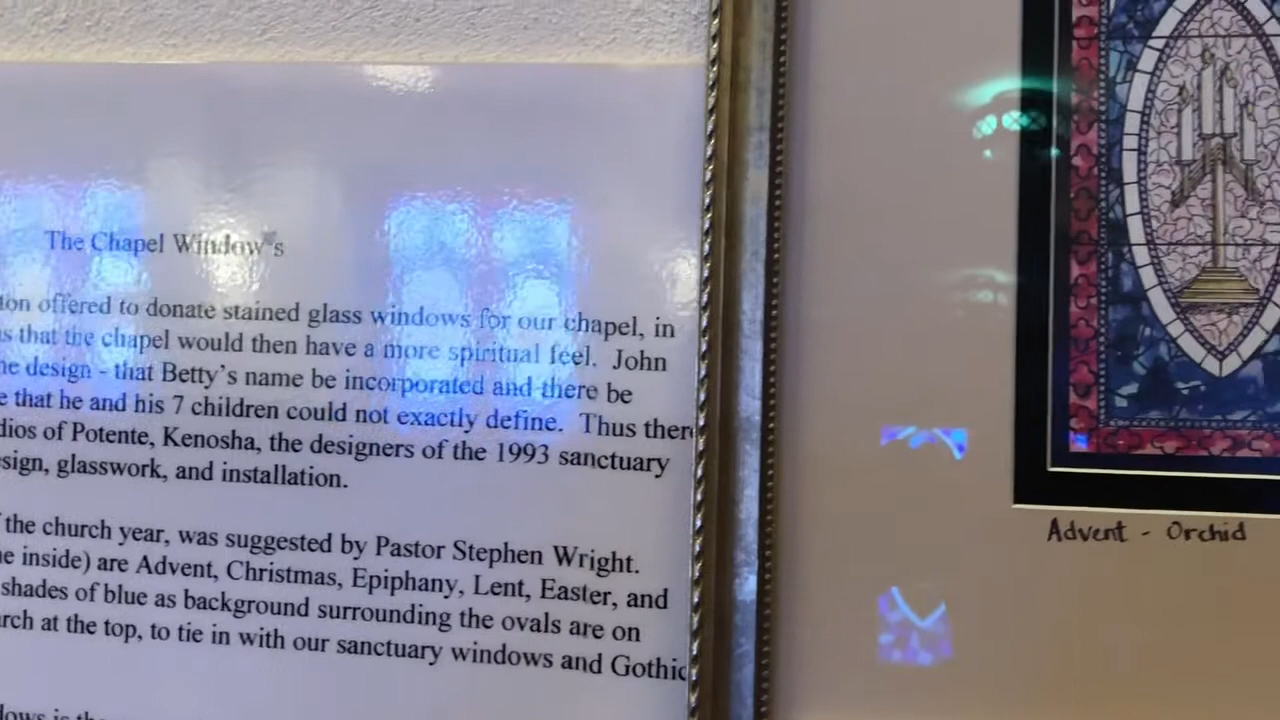 The Chapel Window"s
ton offered to donate stained glass windows for our chapel, in
s that the chapel would then have a more spiritual feel. John
he design - that Betty's name be incorporated and there be
e that he and his 7 children could not exactly define. Thus ther
dios of Potente, Kenosha, the designers of the 1993 sanctuary
sign, glasswork, and installation.
the church year, was suggested by Pastor Stephen Wright.
e inside) are Advent, Christmas, Epiphany, Lent, Easter, and
shades of blue as background surrounding the ovals are on
rch at the top, to tie in with our sanctuary windows and Gothic
Advent - Orchid